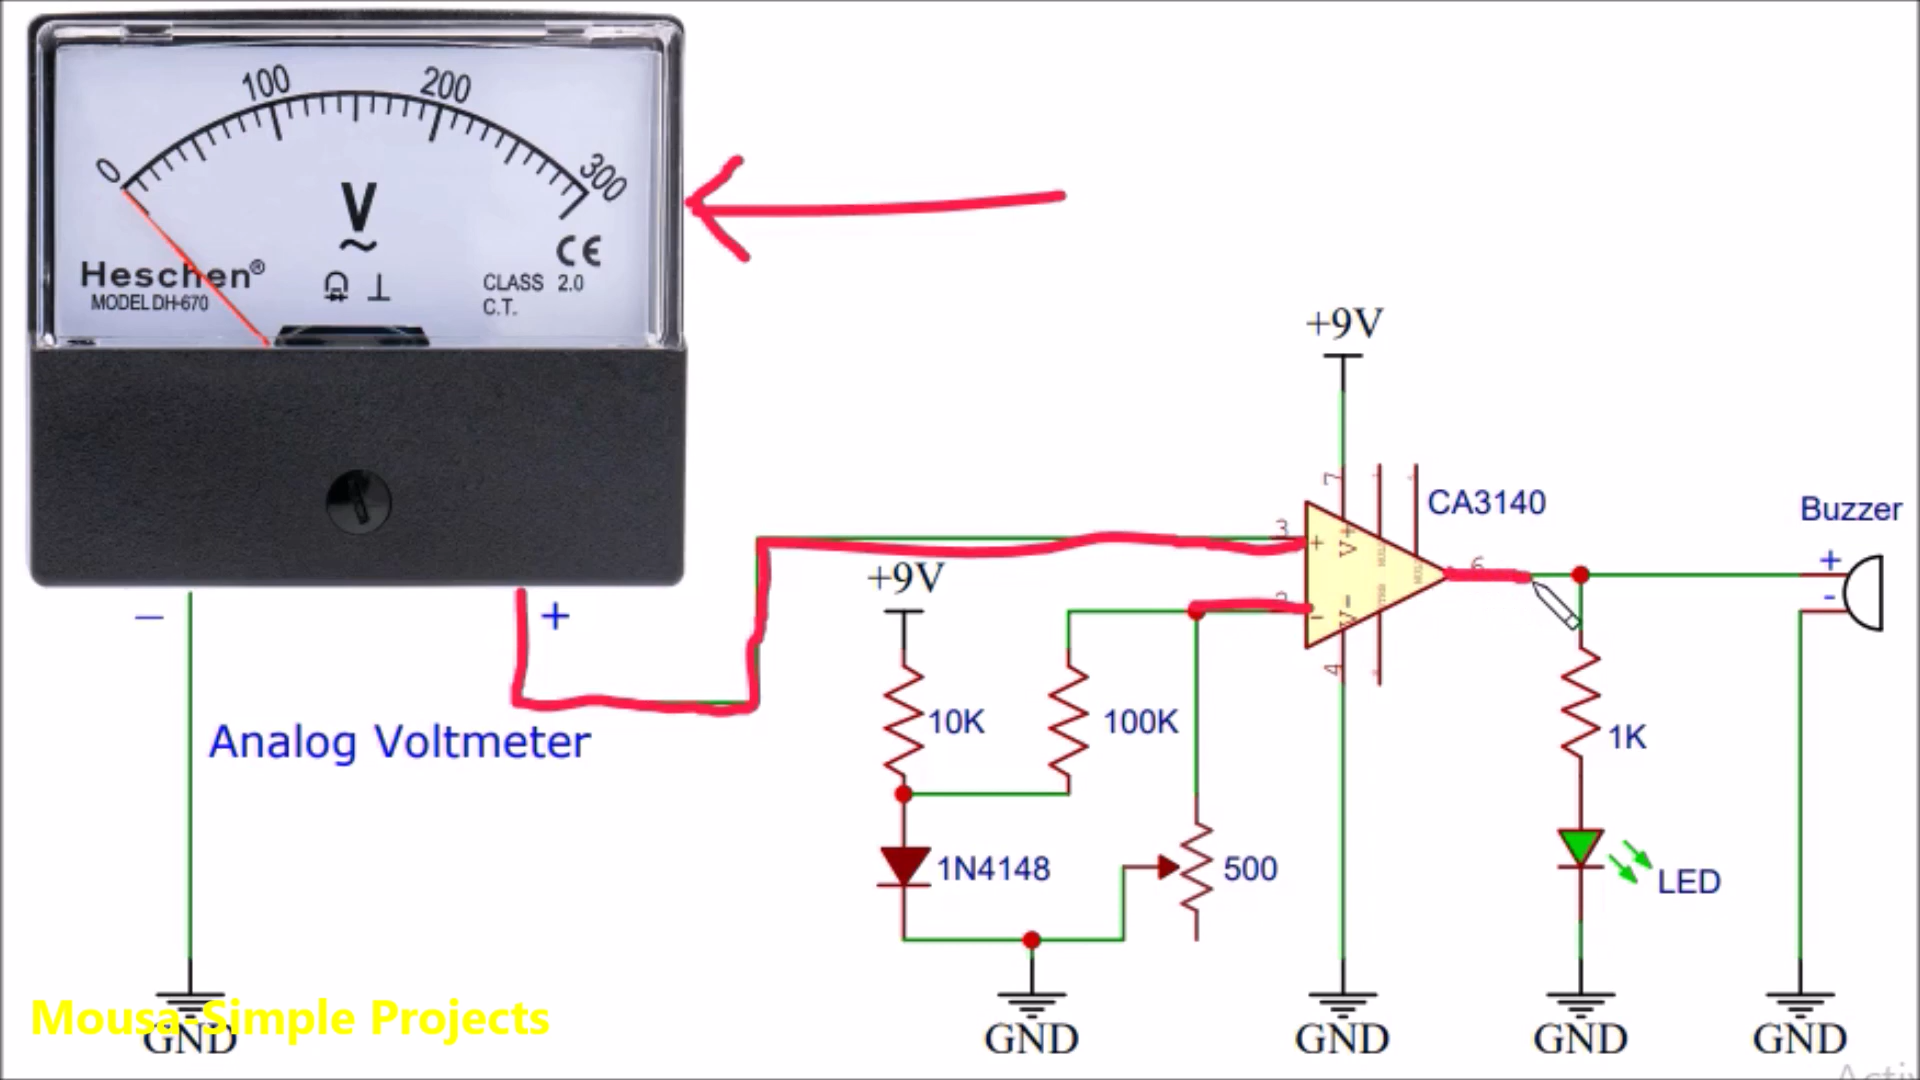 0
100
200
300
V
~
Heschen®
MODEL DH-670
CLASS 2.0
C.T.
CE
+9V
7
CA3140
Buzzer
3
+
V+
6
+
-
+9V
-
V-
4
−
+
Analog Voltmeter
10K
100K
1K
1N4148
500
LED
Mousa-Simple Projects
GND
GND
GND
GND
GND